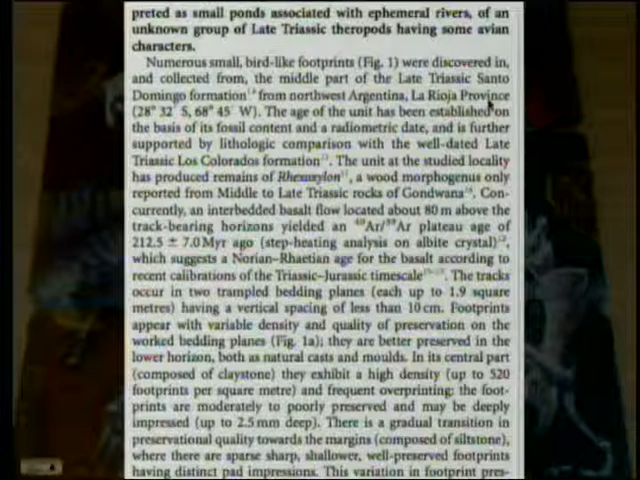 preted as small ponds associated with ephemeral rivers, of an
unknown group of Late Triassic theropods having some avian
characters.
Numerous small, bird-like footprints (Fig. 1) were discovered in,
and collected from, the middle part of the Late Triassic Santo
Domingo formation from northwest Argentina, La Rioja Province
(28° 32′ S, 68° 45′ W). The age of the unit has been established on
the basis of its fossil content and a radiometric date, and is further
supported by lithologic comparison with the well-dated Late
Triassic Los Colorados formation. The unit at the studied locality
has produced remains of Rhexoxylon, a wood morphogenus only
reported from Middle to Late Triassic rocks of Gondwana. Con-
currently, an interbedded basalt flow located about 80 m above the
track-bearing horizons yielded an ⁴⁰Ar/³⁹Ar plateau age of
212.5 ± 7.0 Myr ago (step-heating analysis on albite crystal),
which suggests a Norian–Rhaetian age for the basalt according to
recent calibrations of the Triassic–Jurassic timescale. The tracks
occur in two trampled bedding planes (each up to 1.9 square
metres) having a vertical spacing of less than 10 cm. Footprints
appear with variable density and quality of preservation on the
worked bedding planes (Fig. 1a); they are better preserved in the
lower horizon, both as natural casts and moulds. In its central part
(composed of claystone) they exhibit a high density (up to 520
footprints per square metre) and frequent overprinting: the foot-
prints are moderately to poorly preserved and may be deeply
impressed (up to 2.5 mm deep). There is a gradual transition in
preservational quality towards the margins (composed of siltstone),
where there are sparse sharp, shallower, well-preserved footprints
having distinct pad impressions. This variation in footprint pres-